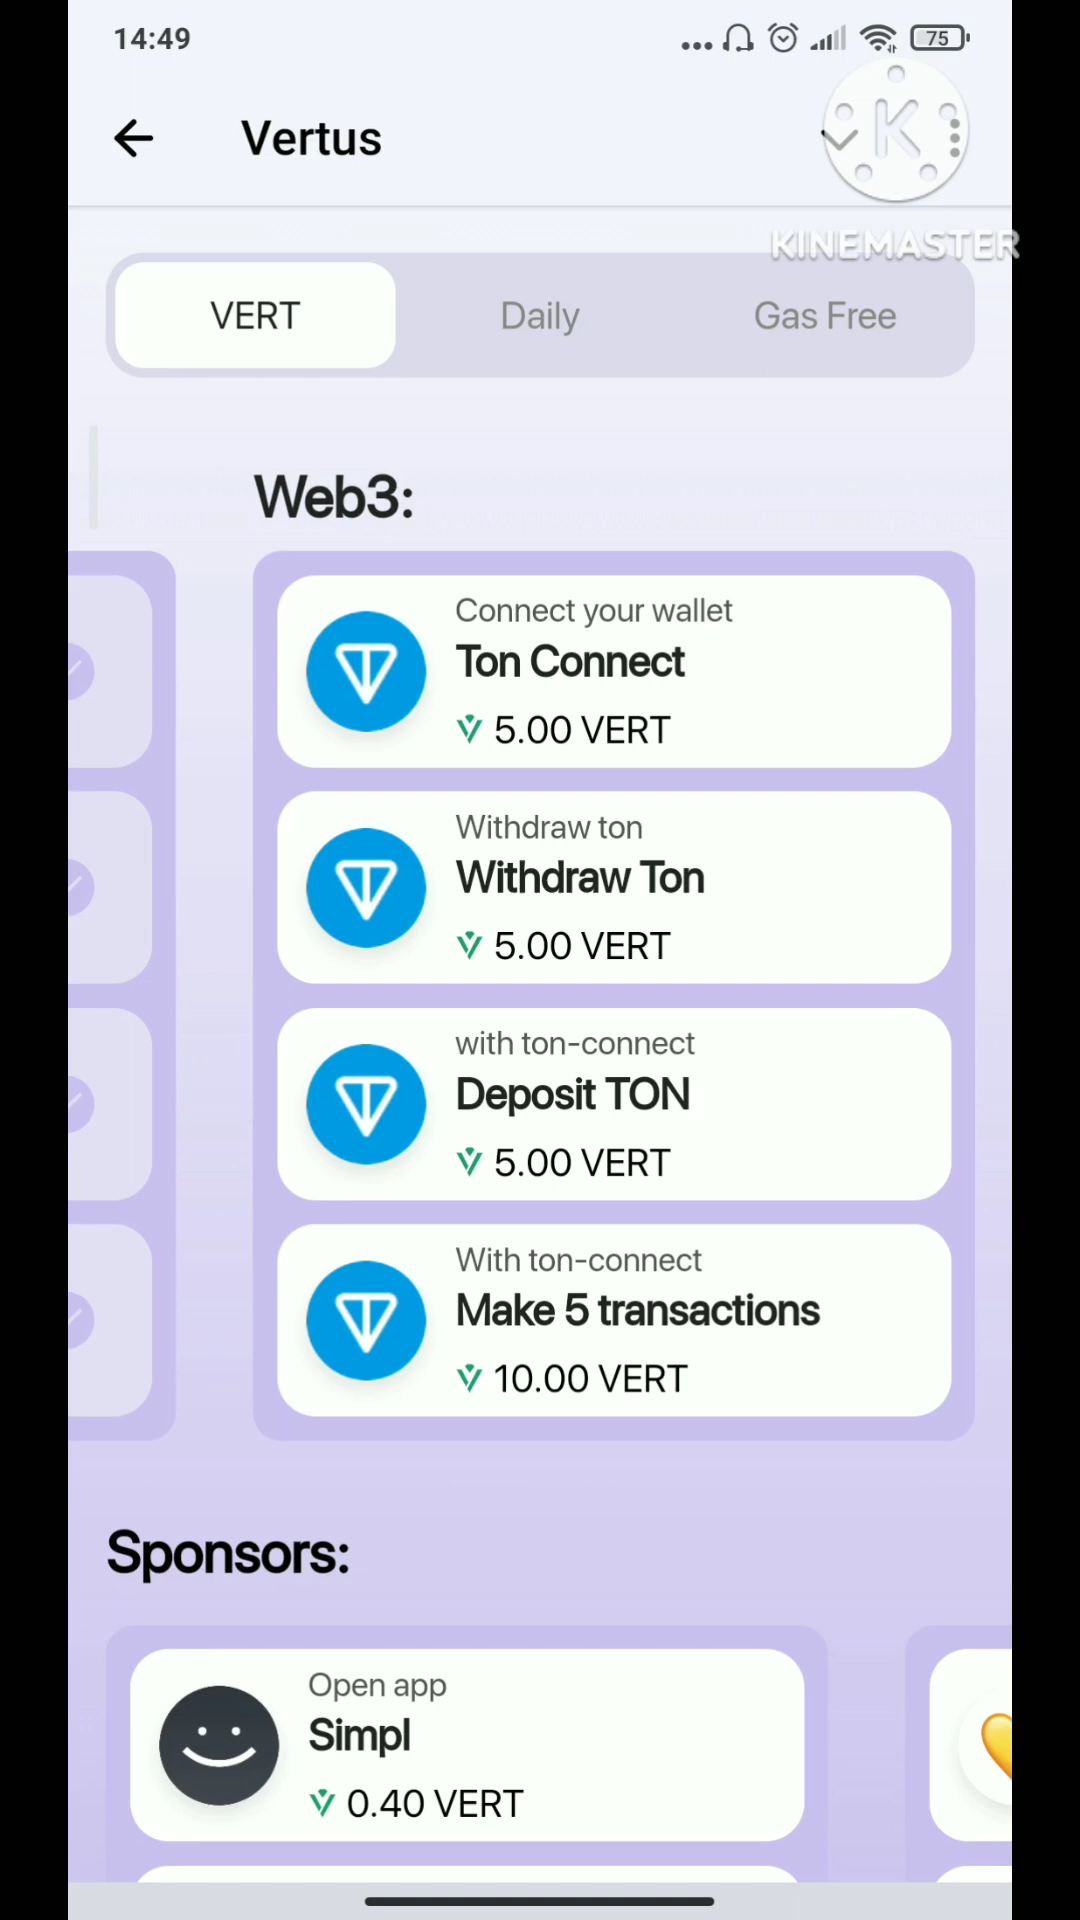 14:49
75
Vertus
K
KINEMASTER
VERT
Daily
Gas Free
Web3:
Connect your wallet
Ton Connect
5.00 VERT
Withdraw ton
Withdraw Ton
5.00 VERT
with ton-connect
Deposit TON
5.00 VERT
With ton-connect
Make 5 transactions
10.00 VERT
Sponsors:
Open app
Simpl
0.40 VERT